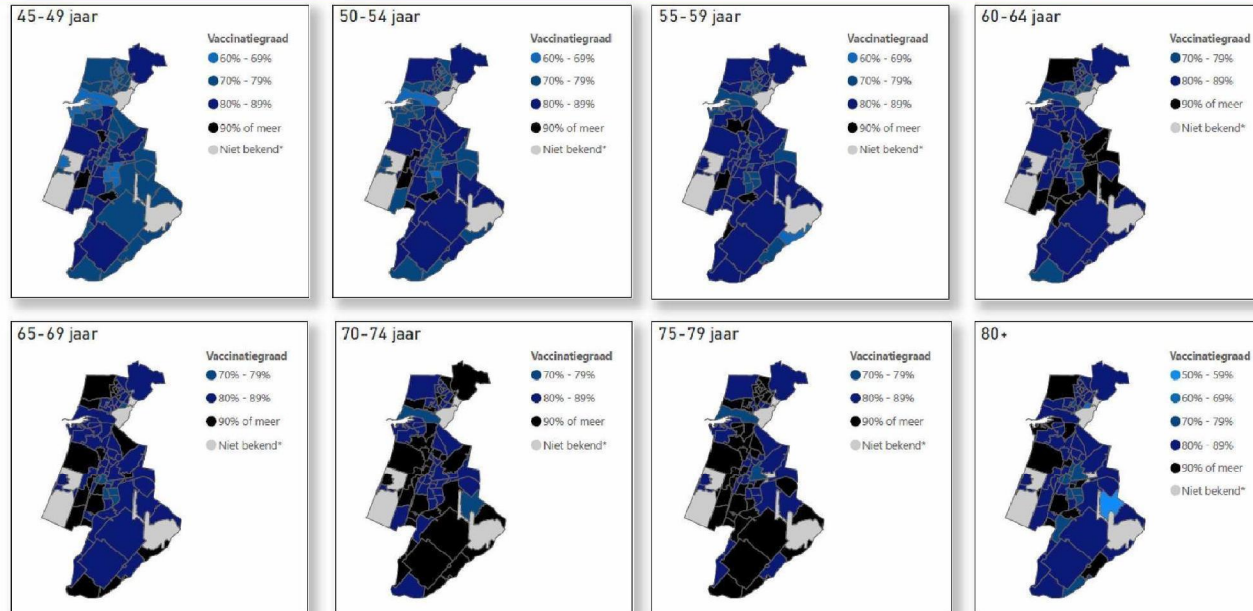 45-49 jaar
Vaccinatiegraad
60% - 69%
70% - 79%
80% - 89%
90% of meer
Niet bekend*
50-54 jaar
Vaccinatiegraad
60% - 69%
70% - 79%
80% - 89%
90% of meer
Niet bekend*
55-59 jaar
Vaccinatiegraad
60% - 69%
70% - 79%
80% - 89%
90% of meer
Niet bekend*
60-64 jaar
Vaccinatiegraad
70% - 79%
80% - 89%
90% of meer
Niet bekend*
65-69 jaar
Vaccinatiegraad
70% - 79%
80% - 89%
90% of meer
Niet bekend*
70-74 jaar
Vaccinatiegraad
70% - 79%
80% - 89%
90% of meer
Niet bekend*
75-79 jaar
Vaccinatiegraad
70% - 79%
80% - 89%
90% of meer
Niet bekend*
80+
Vaccinatiegraad
50% - 59%
60% - 69%
70% - 79%
80% - 89%
90% of meer
Niet bekend*